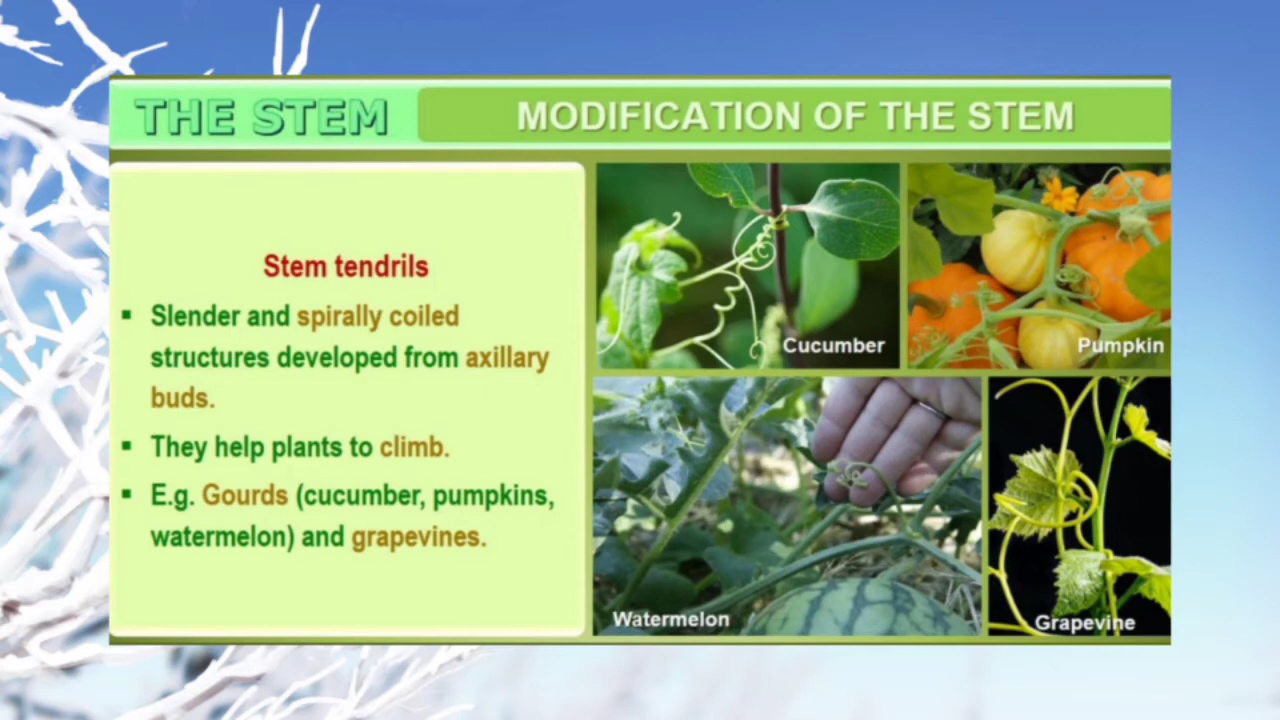 THE STEM
MODIFICATION OF THE STEM
Stem tendrils
▪ Slender and spirally coiled
structures developed from axillary
buds.
▪ They help plants to climb.
▪ E.g. Gourds (cucumber, pumpkins,
watermelon) and grapevines.
Cucumber
Pumpkin
Watermelon
Grapevine